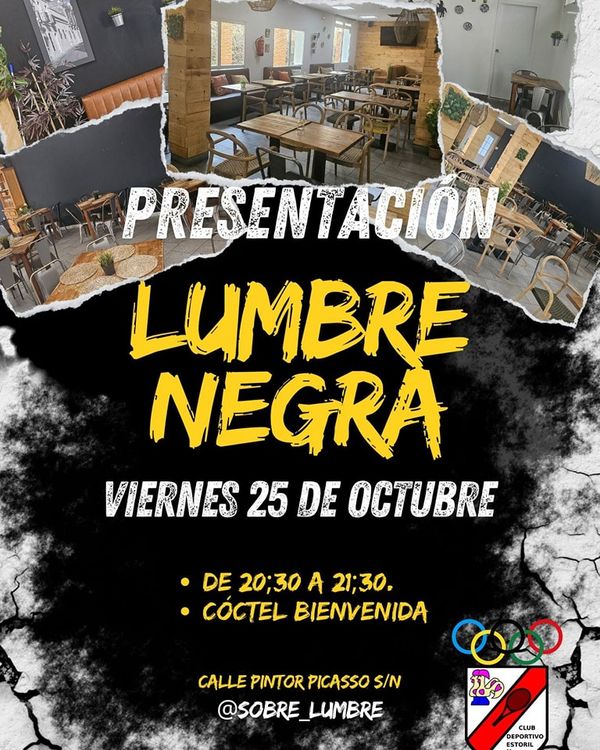 PRESENTACIÓN
LUMBRE
NEGRA
VIERNES 25 DE OCTUBRE
• DE 20;30 A 21;30.
• CÓCTEL BIENVENIDA
CALLE PINTOR PICASSO S/N
@SOBRE_LUMBRE
CLUB
DEPORTIVO
ESTORIL